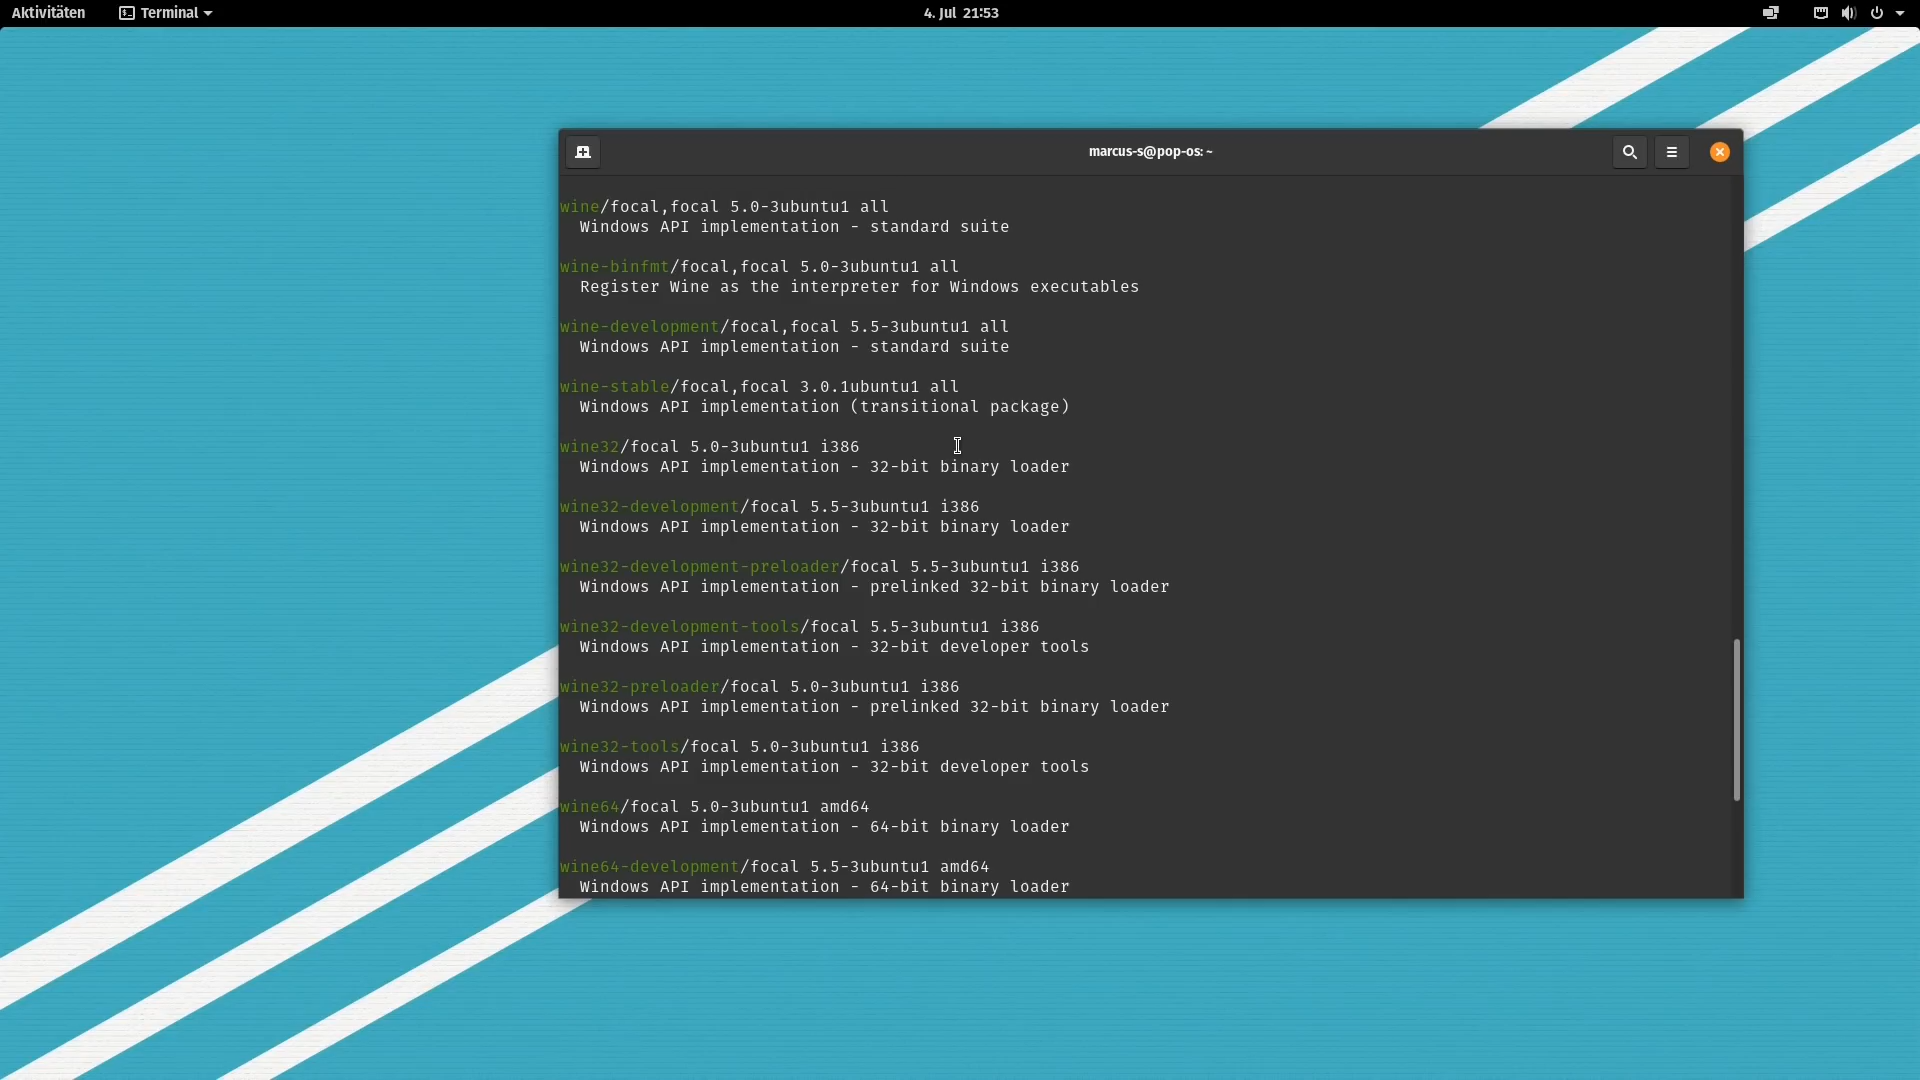 Aktivitäten Terminal 4. Jul 21:53
marcus-s@pop-os: ~
wine/focal,focal 5.0-3ubuntu1 all
Windows API implementation - standard suite
wine-binfmt/focal,focal 5.0-3ubuntu1 all
Register Wine as the interpreter for Windows executables
wine-development/focal,focal 5.5-3ubuntu1 all
Windows API implementation - standard suite
wine-stable/focal,focal 3.0.1ubuntu1 all
Windows API implementation (transitional package)
wine32/focal 5.0-3ubuntu1 i386
Windows API implementation - 32-bit binary loader
wine32-development/focal 5.5-3ubuntu1 i386
Windows API implementation - 32-bit binary loader
wine32-development-preloader/focal 5.5-3ubuntu1 i386
Windows API implementation - prelinked 32-bit binary loader
wine32-development-tools/focal 5.5-3ubuntu1 i386
Windows API implementation - 32-bit developer tools
wine32-preloader/focal 5.0-3ubuntu1 i386
Windows API implementation - prelinked 32-bit binary loader
wine32-tools/focal 5.0-3ubuntu1 i386
Windows API implementation - 32-bit developer tools
wine64/focal 5.0-3ubuntu1 amd64
Windows API implementation - 64-bit binary loader
wine64-development/focal 5.5-3ubuntu1 amd64
Windows API implementation - 64-bit binary loader